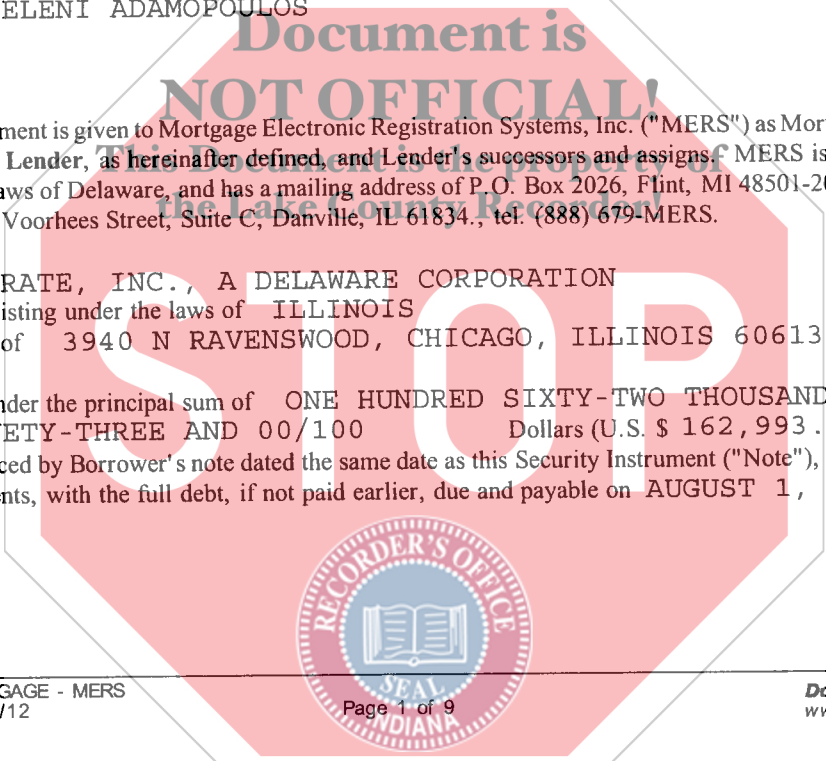 ELENI ADAMOPOULOS
Document is
NOT OFFICIAL!
ment is given to Mortgage Electronic Registration Systems, Inc. ("MERS") as Mor
This Document is the property of
Lender, as hereinafter defined, and Lender's successors and assigns. MERS is
aws of Delaware, and has a mailing address of P.O. Box 2026, Flint, MI 48501-20
the Lake County Recorder!
Voorhees Street, Suite C, Danville, IL 61834., tel. (888) 679-MERS.
RATE, INC., A DELAWARE CORPORATION
isting under the laws of ILLINOIS
of 3940 N RAVENSWOOD, CHICAGO, ILLINOIS 60613
STOP
nder the principal sum of ONE HUNDRED SIXTY-TWO THOUSAND
ETY-THREE AND 00/100 Dollars (U.S. $ 162,993.
ced by Borrower's note dated the same date as this Security Instrument ("Note"),
nts, with the full debt, if not paid earlier, due and payable on AUGUST 1,
RECORDER'S OFFICE
SEAL
INDIANA
GAGE - MERS
/12 Page 1 of 9
Do
ww